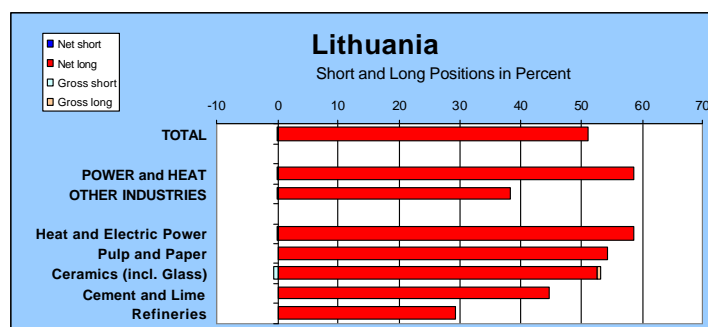 Lithuania
Short and Long Positions in Percent
Net short
Net long
Gross short
Gross long
-10 0 10 20 30 40 50 60 70
TOTAL
POWER and HEAT
OTHER INDUSTRIES
Heat and Electric Power
Pulp and Paper
Ceramics (incl. Glass)
Cement and Lime
Refineries